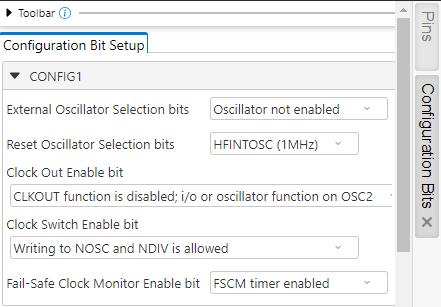 Toolbar
Configuration Bit Setup
CONFIG1
External Oscillator Selection bits
Oscillator not enabled
Reset Oscillator Selection bits
HFINTOSC (1MHz)
Clock Out Enable bit
CLKOUT function is disabled; i/o or oscillator function on OSC2
Clock Switch Enable bit
Writing to NOSC and NDIV is allowed
Fail-Safe Clock Monitor Enable bit
FSCM timer enabled
Pins
Configuration Bits